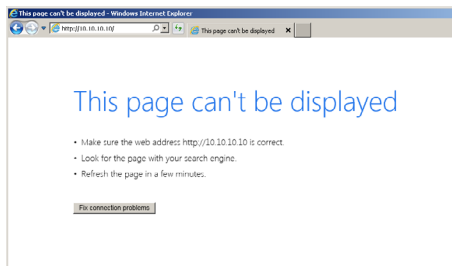 This page can't be displayed - Windows Internet Explorer
http://10.10.10.10/
This page can't be displayed
This page can't be displayed
• Make sure the web address http://10.10.10.10 is correct.
• Look for the page with your search engine.
• Refresh the page in a few minutes.
Fix connection problems